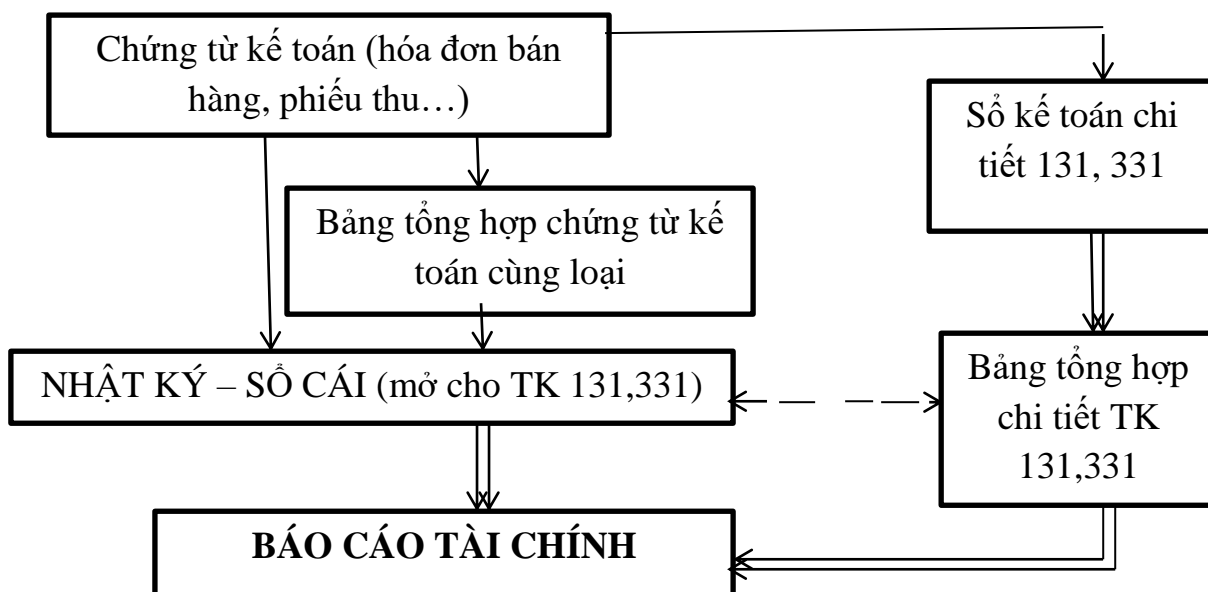 Chứng từ kế toán (hóa đơn bán
hàng, phiếu thu…)
Sổ kế toán chi
tiết 131, 331
Bảng tổng hợp chứng từ kế
toán cùng loại
NHẬT KÝ – SỔ CÁI (mở cho TK 131,331)
Bảng tổng hợp
chi tiết TK
131,331
BÁO CÁO TÀI CHÍNH